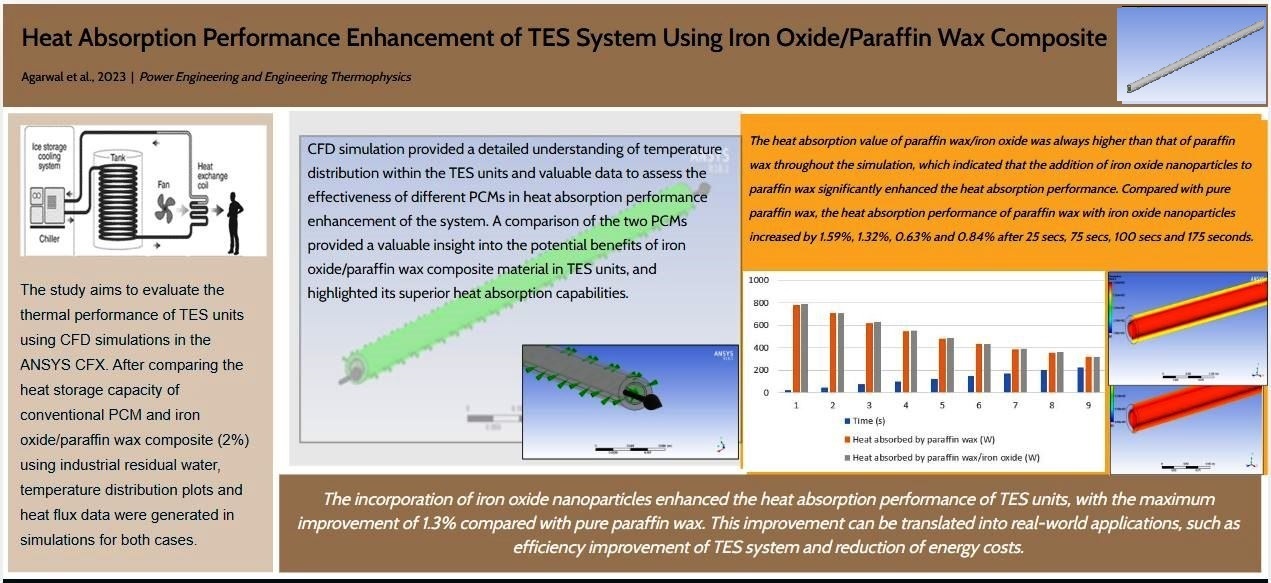 Heat Absorption Performance Enhancement of TES System Using Iron Oxide/Paraffin Wax Composite
Agarwal et al., 2023 | Power Engineering and Engineering Thermophysics
Ice storage
cooling
system
Tank
Heat
exchange
coil
Fan
Chiller
The study aims to evaluate the
thermal performance of TES units
using CFD simulations in the
ANSYS CFX. After comparing the
heat storage capacity of
conventional PCM and iron
oxide/paraffin wax composite (2%)
using industrial residual water,
temperature distribution plots and
heat flux data were generated in
simulations for both cases.
CFD simulation provided a detailed understanding of temperature
distribution within the TES units and valuable data to assess the
effectiveness of different PCMs in heat absorption performance
enhancement of the system. A comparison of the two PCMs
provided a valuable insight into the potential benefits of iron
oxide/paraffin wax composite material in TES units, and
highlighted its superior heat absorption capabilities.
ANSYS
ANSYS
The heat absorption value of paraffin wax/iron oxide was always higher than that of paraffin
wax throughout the simulation, which indicated that the addition of iron oxide nanoparticles to
paraffin wax significantly enhanced the heat absorption performance. Compared with pure
paraffin wax, the heat absorption performance of paraffin wax with iron oxide nanoparticles
increased by 1.59%, 1.32%, 0.63% and 0.84% after 25 secs, 75 secs, 100 secs and 175 seconds.
1000
800
600
400
200
0
1 2 3 4 5 6 7 8 9
Time (s)
Heat absorbed by paraffin wax (W)
Heat absorbed by paraffin wax/iron oxide (W)
The incorporation of iron oxide nanoparticles enhanced the heat absorption performance of TES units, with the maximum
improvement of 1.3% compared with pure paraffin wax. This improvement can be translated into real-world applications, such as
efficiency improvement of TES system and reduction of energy costs.